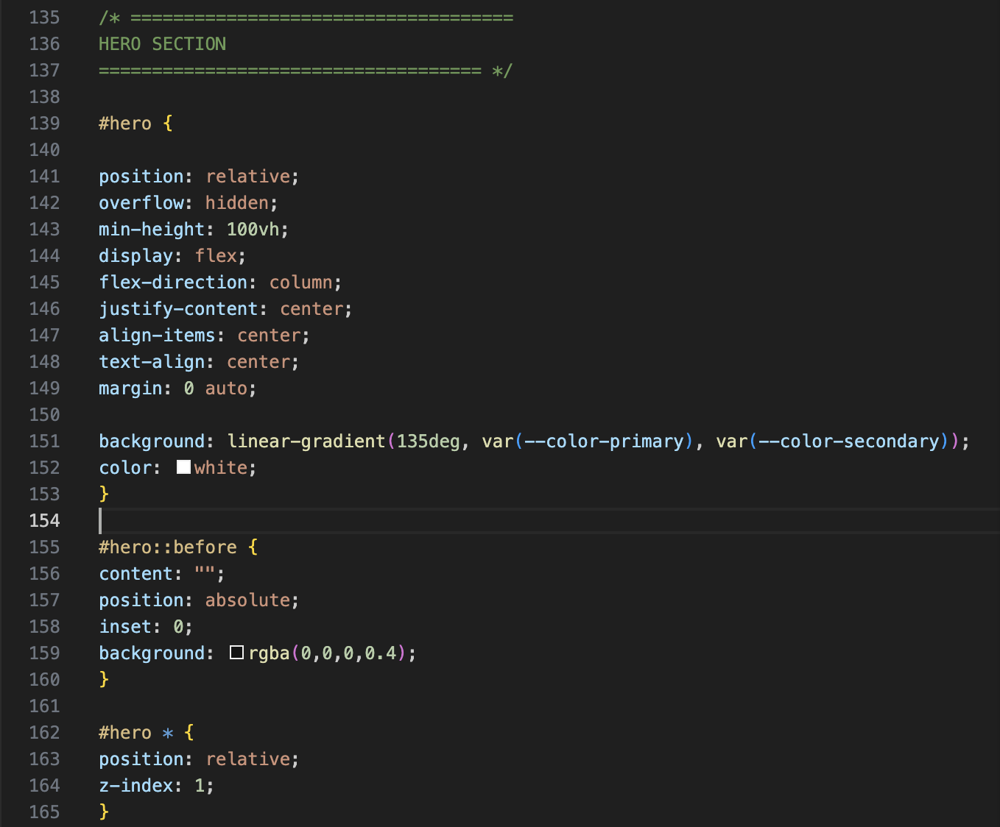 135 /* ====================================
136 HERO SECTION
137 ==================================== */
138
139 #hero {
140
141 position: relative;
142 overflow: hidden;
143 min-height: 100vh;
144 display: flex;
145 flex-direction: column;
146 justify-content: center;
147 align-items: center;
148 text-align: center;
149 margin: 0 auto;
150
151 background: linear-gradient(135deg, var(--color-primary), var(--color-secondary));
152 color: white;
153 }
154
155 #hero::before {
156 content: "";
157 position: absolute;
158 inset: 0;
159 background: rgba(0,0,0,0.4);
160 }
161
162 #hero * {
163 position: relative;
164 z-index: 1;
165 }